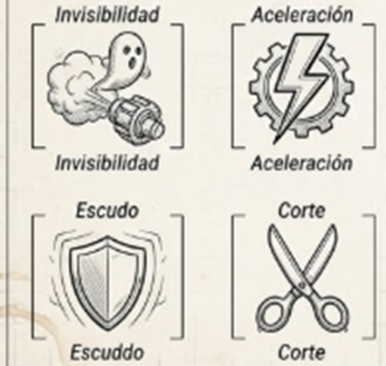 Invisibilidad
Aceleración
Invisibilidad
Aceleración
Escudo
Corte
Escuddo
Corte